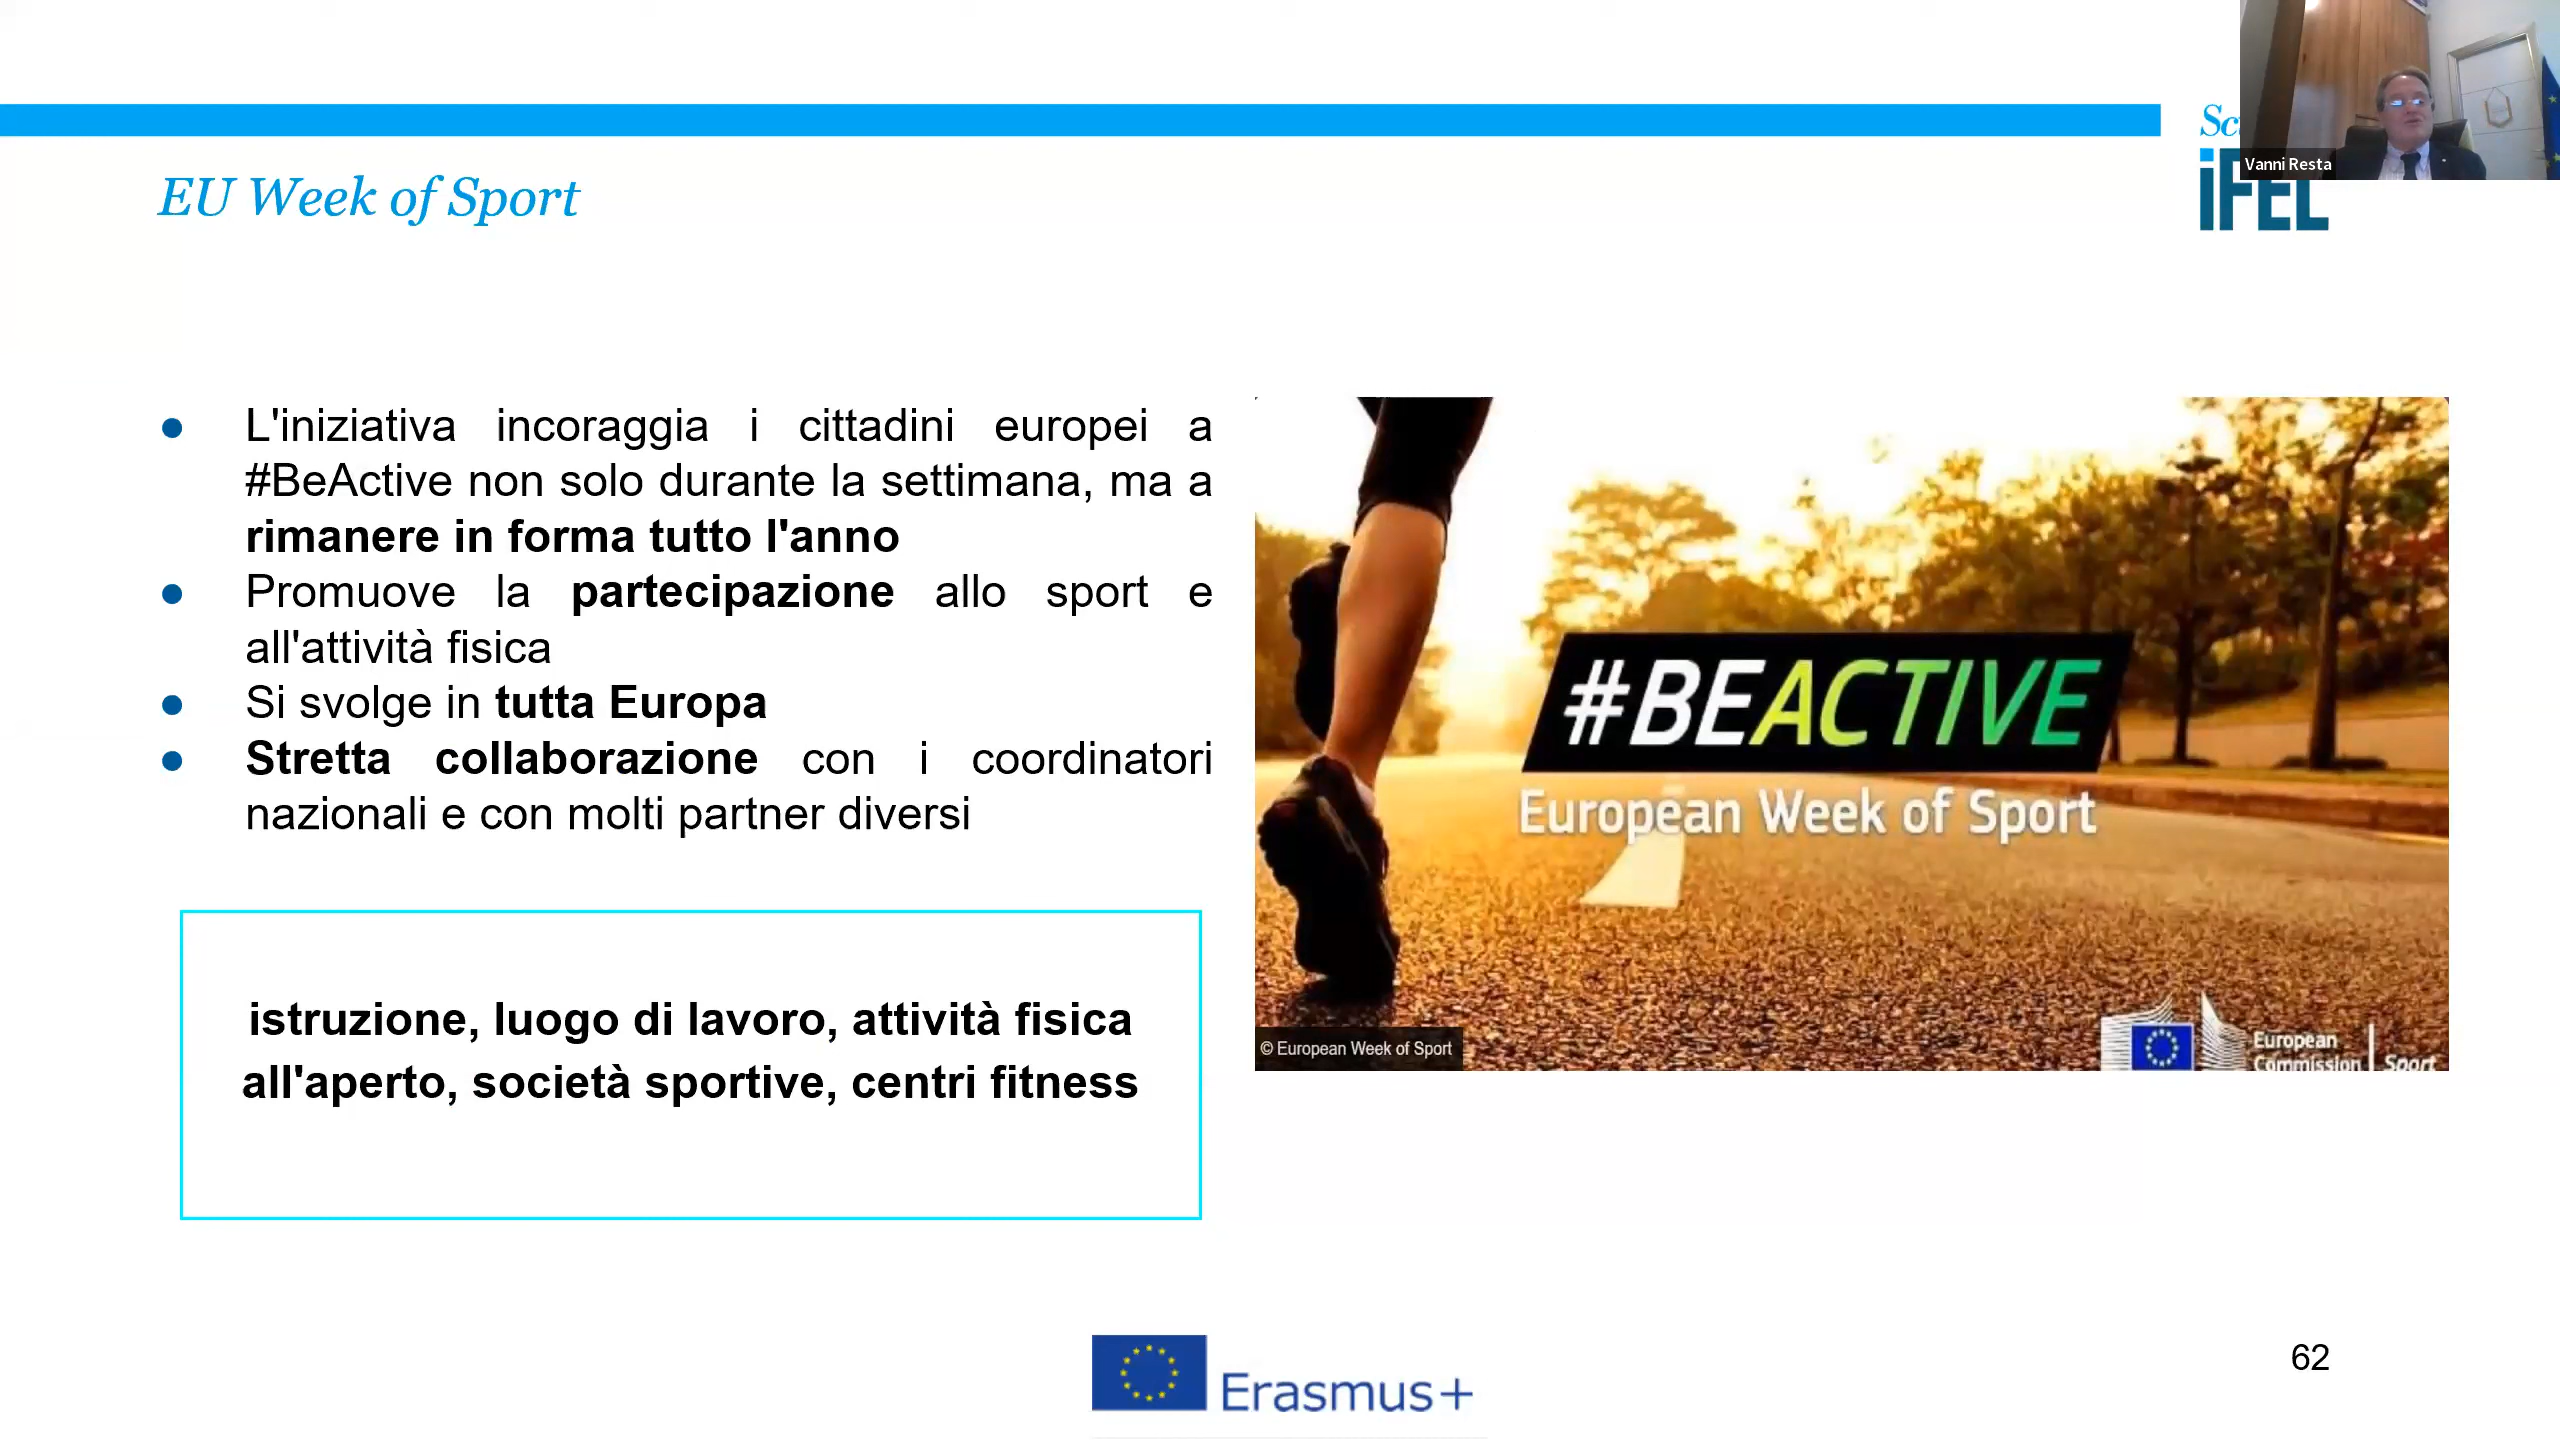 Vanni Resta
iFEL
EU Week of Sport
L'iniziativa incoraggia i cittadini europei a
#BeActive non solo durante la settimana, ma a
rimanere in forma tutto l'anno
Promuove la partecipazione allo sport e
all'attività fisica
Si svolge in tutta Europa
Stretta collaborazione con i coordinatori
nazionali e con molti partner diversi
istruzione, luogo di lavoro, attività fisica
all'aperto, società sportive, centri fitness
#BEACTIVE
European Week of Sport
© European Week of Sport
European
Commission
Sport
Erasmus+
62